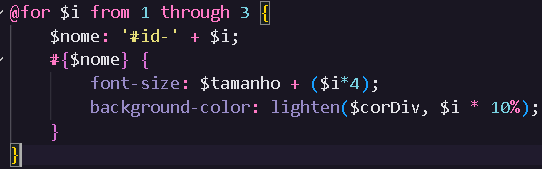 @for $i from 1 through 3 {
    $nome: '#id-' + $i;
    #{$nome} {
        font-size: $tamanho + ($i*4);
        background-color: lighten($corDiv, $i * 10%);
    }
}